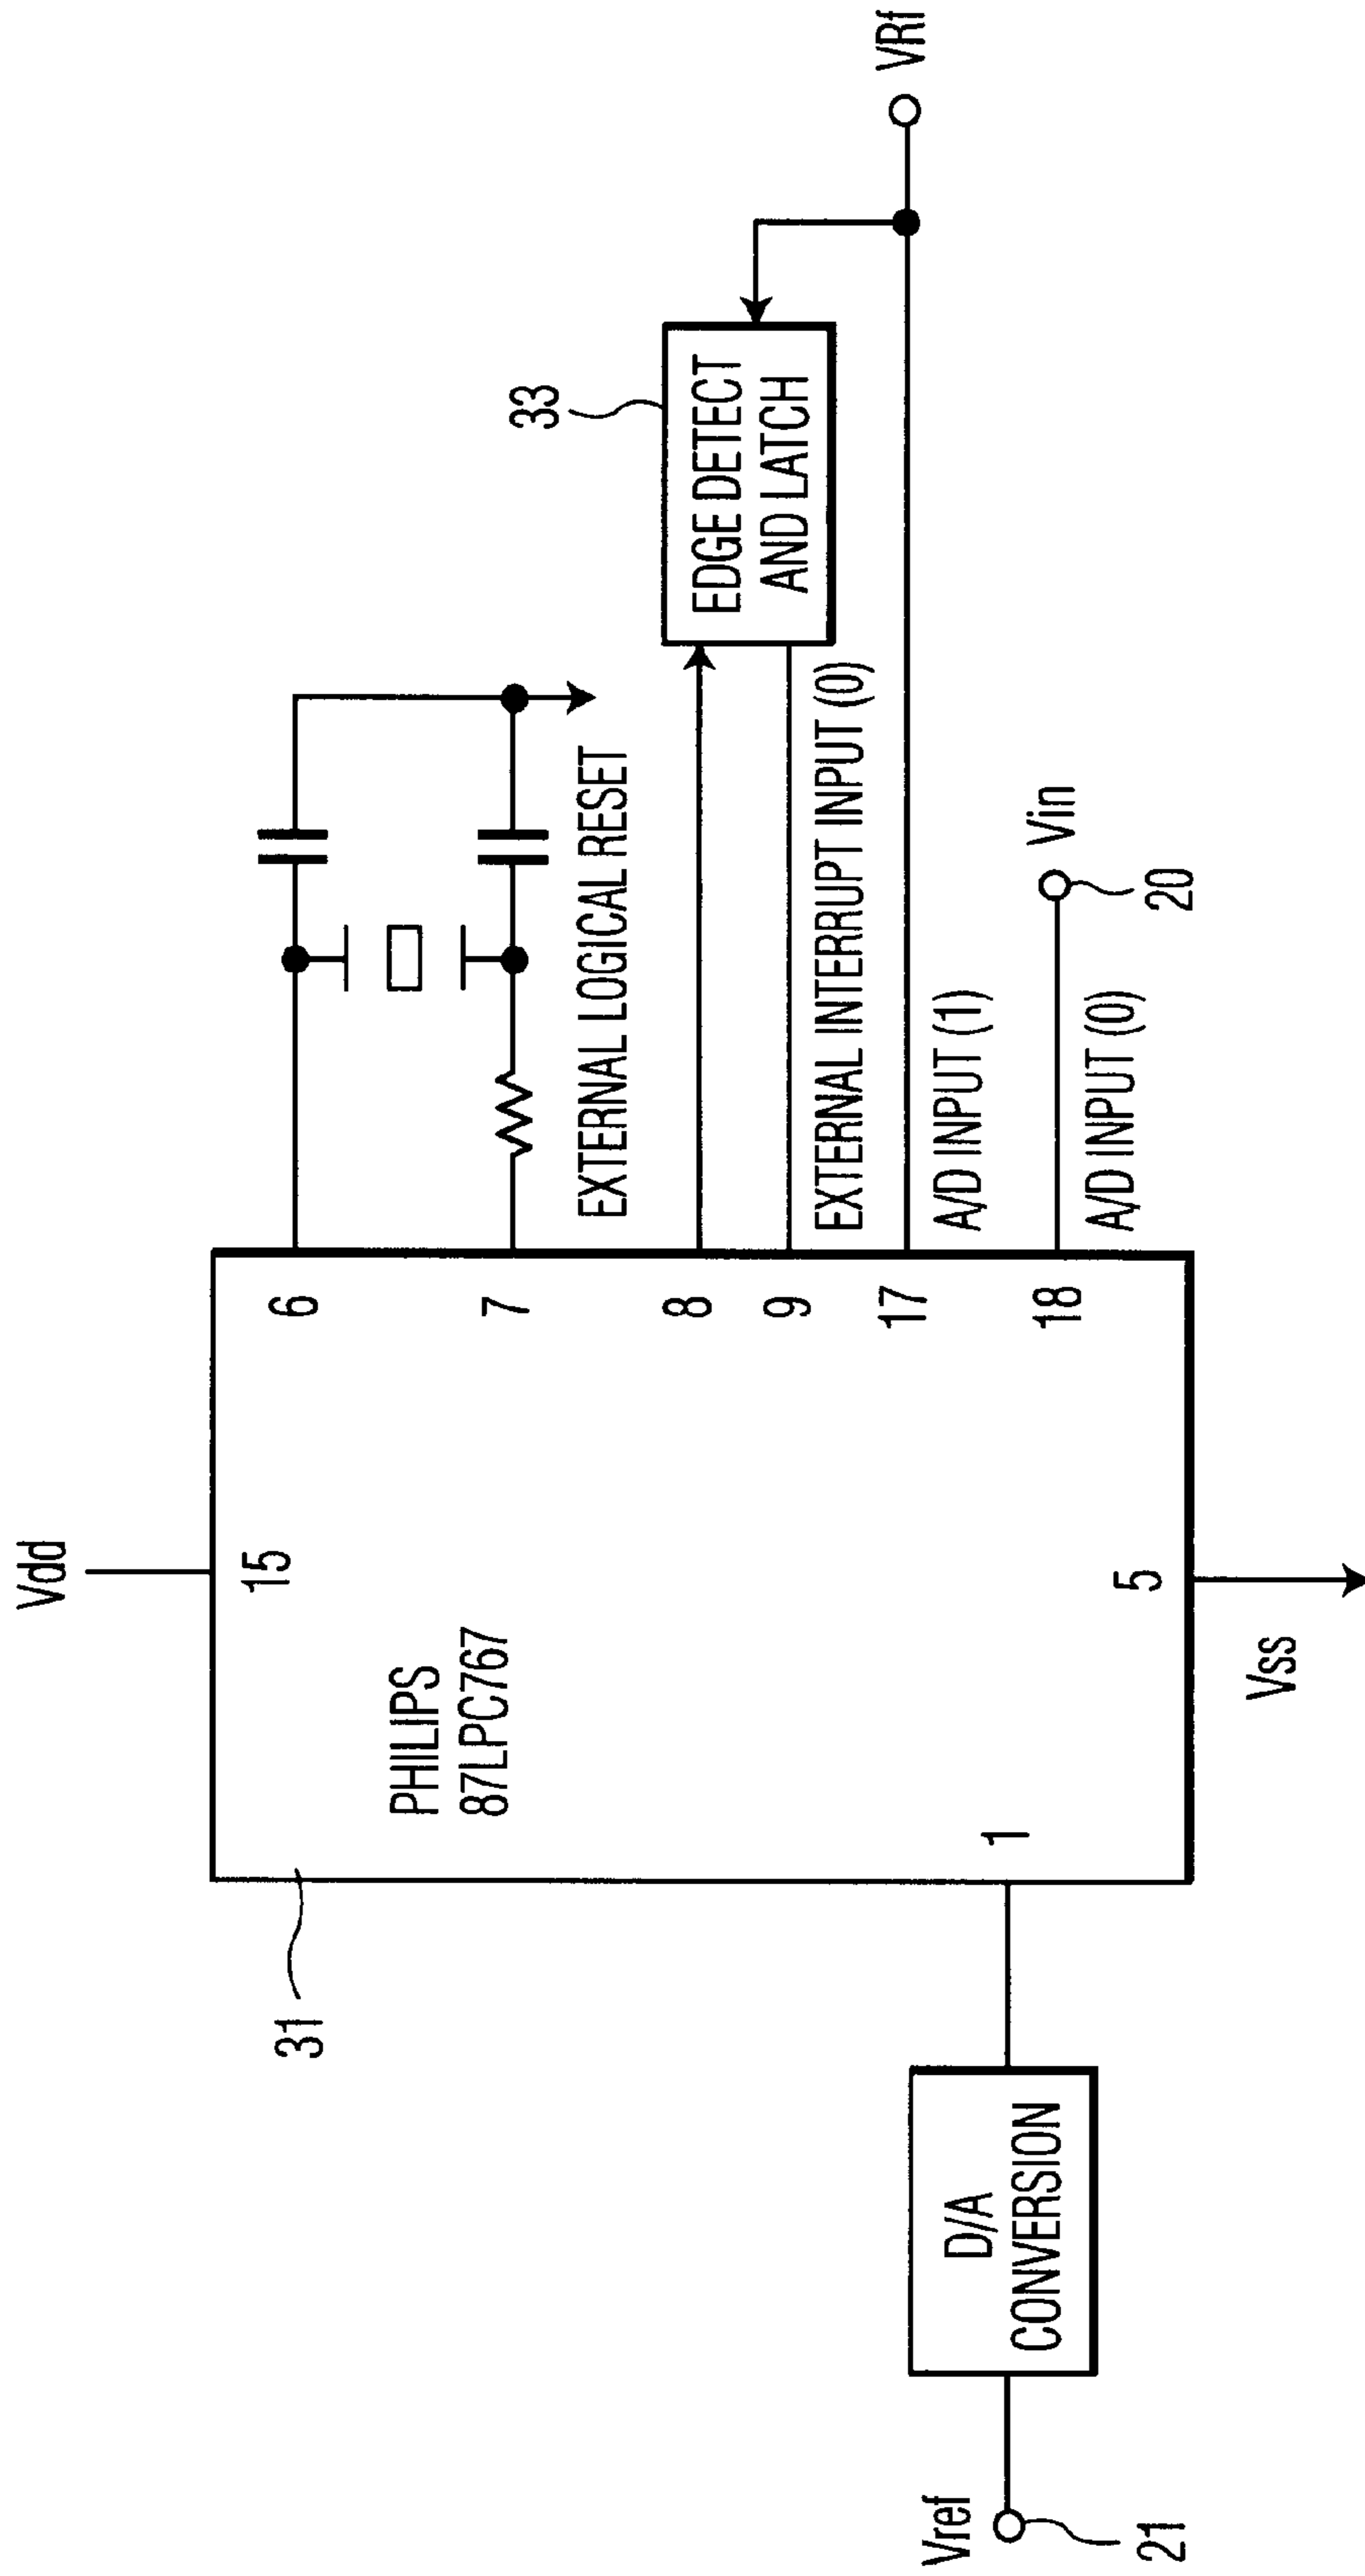 Vdd
31
PHILIPS
87LPC767
15
6
7
8
9
17
18
1
5
Vss
D/A
CONVERSION
Vref
21
EXTERNAL LOGICAL RESET
33
EDGE DETECT
AND LATCH
EXTERNAL INTERRUPT INPUT (0)
VRf
A/D INPUT (1)
Vin
20
A/D INPUT (0)